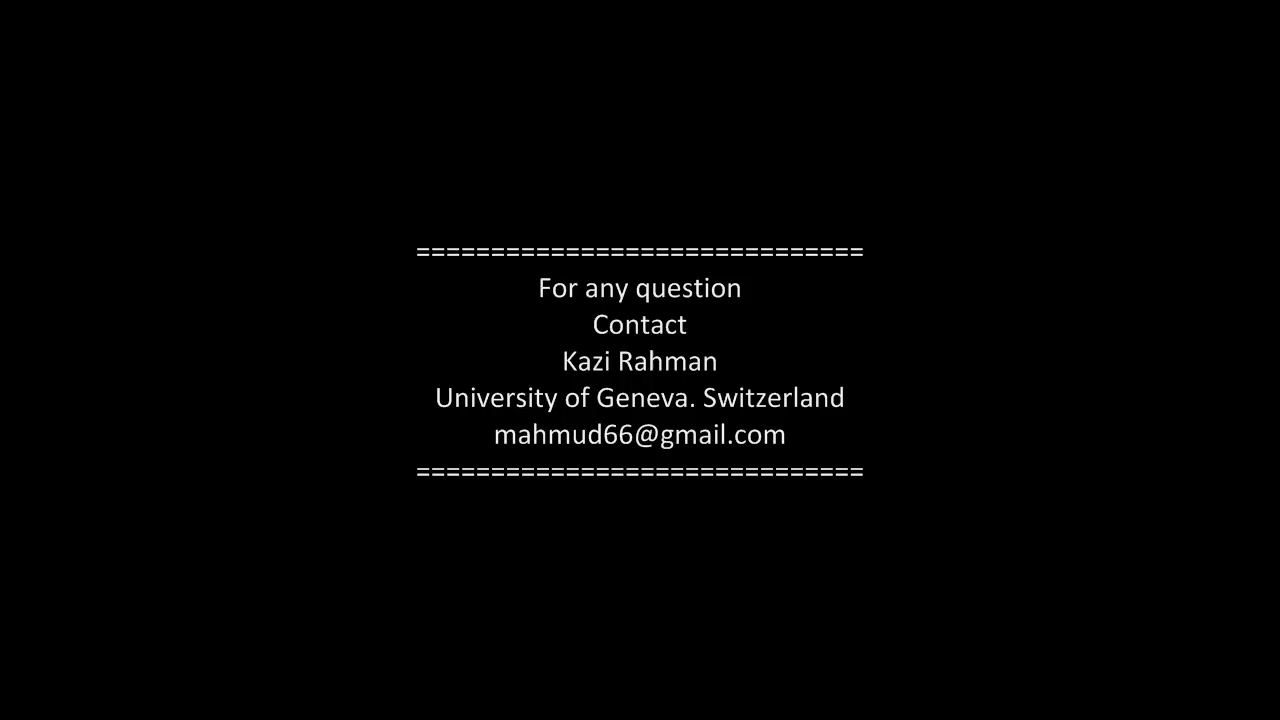 ==============================
For any question
Contact
Kazi Rahman
University of Geneva. Switzerland
mahmud66@gmail.com
==============================